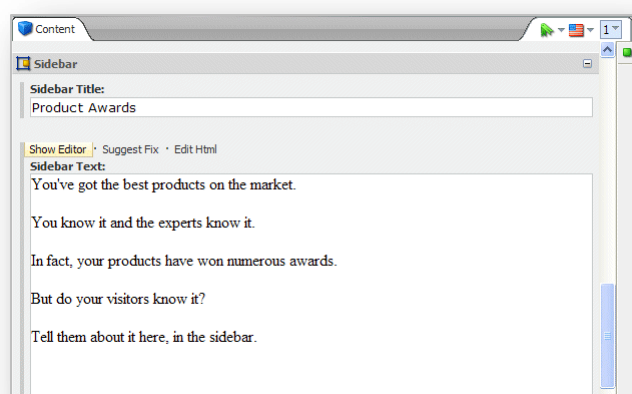 Content
1
Sidebar
Sidebar Title:
Product Awards
Show Editor · Suggest Fix · Edit Html
Sidebar Text:
You've got the best products on the market.
You know it and the experts know it.
In fact, your products have won numerous awards.
But do your visitors know it?
Tell them about it here, in the sidebar.